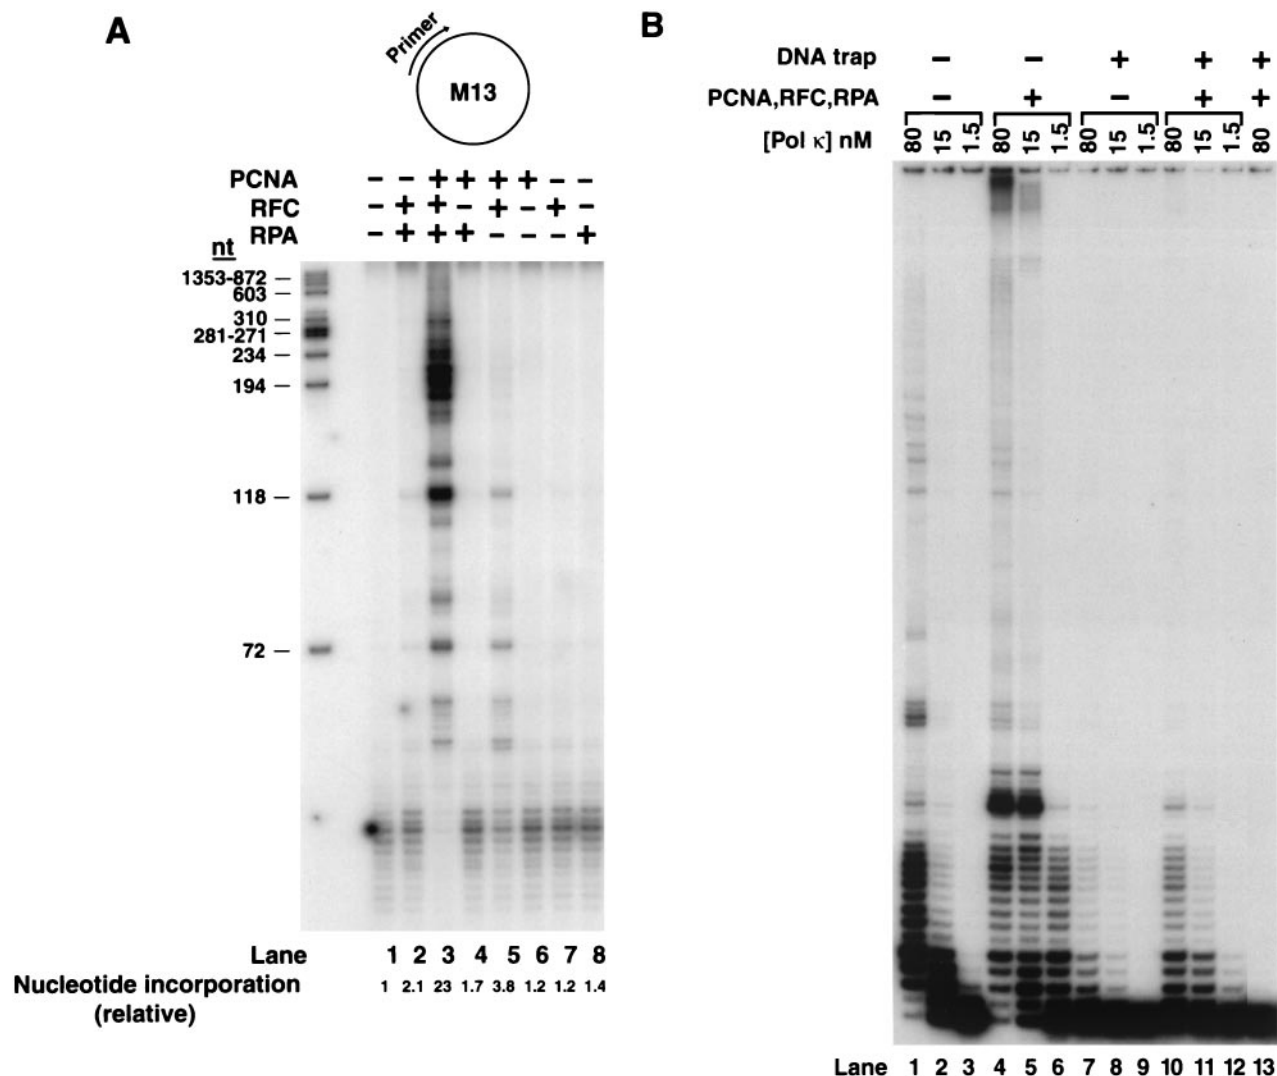 A
Primer
M13
PCNA - - + + + + - -
RFC - + + - + - + -
RPA - + + + - - - +
nt
1353-872
603
310
281-271
234
194
118
72
Lane 1 2 3 4 5 6 7 8
Nucleotide incorporation 1 2.1 23 1.7 3.8 1.2 1.2 1.4
(relative)
B
DNA trap - - + + +
PCNA,RFC,RPA - + - + +
[Pol κ] nM 80 15 1.5 80 15 1.5 80 15 1.5 80 15 1.5 80
Lane 1 2 3 4 5 6 7 8 9 10 11 12 13